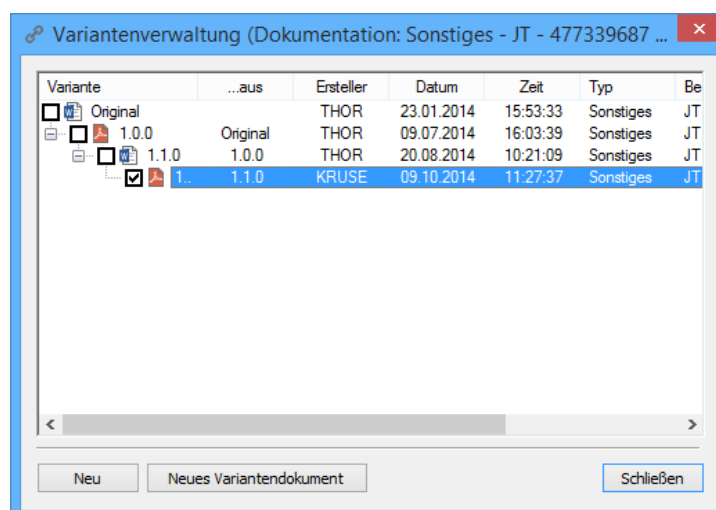 Variantenverwaltung (Dokumentation: Sonstiges - JT - 477339687 ...
Variante ...aus Ersteller Datum Zeit Typ Be
Original THOR 23.01.2014 15:53:33 Sonstiges JT
1.0.0 Original THOR 09.07.2014 16:03:39 Sonstiges JT
1.1.0 1.0.0 THOR 20.08.2014 10:21:09 Sonstiges JT
1.. 1.1.0 KRUSE 09.10.2014 11:27:37 Sonstiges JT
Neu Neues Variantendokument Schließen